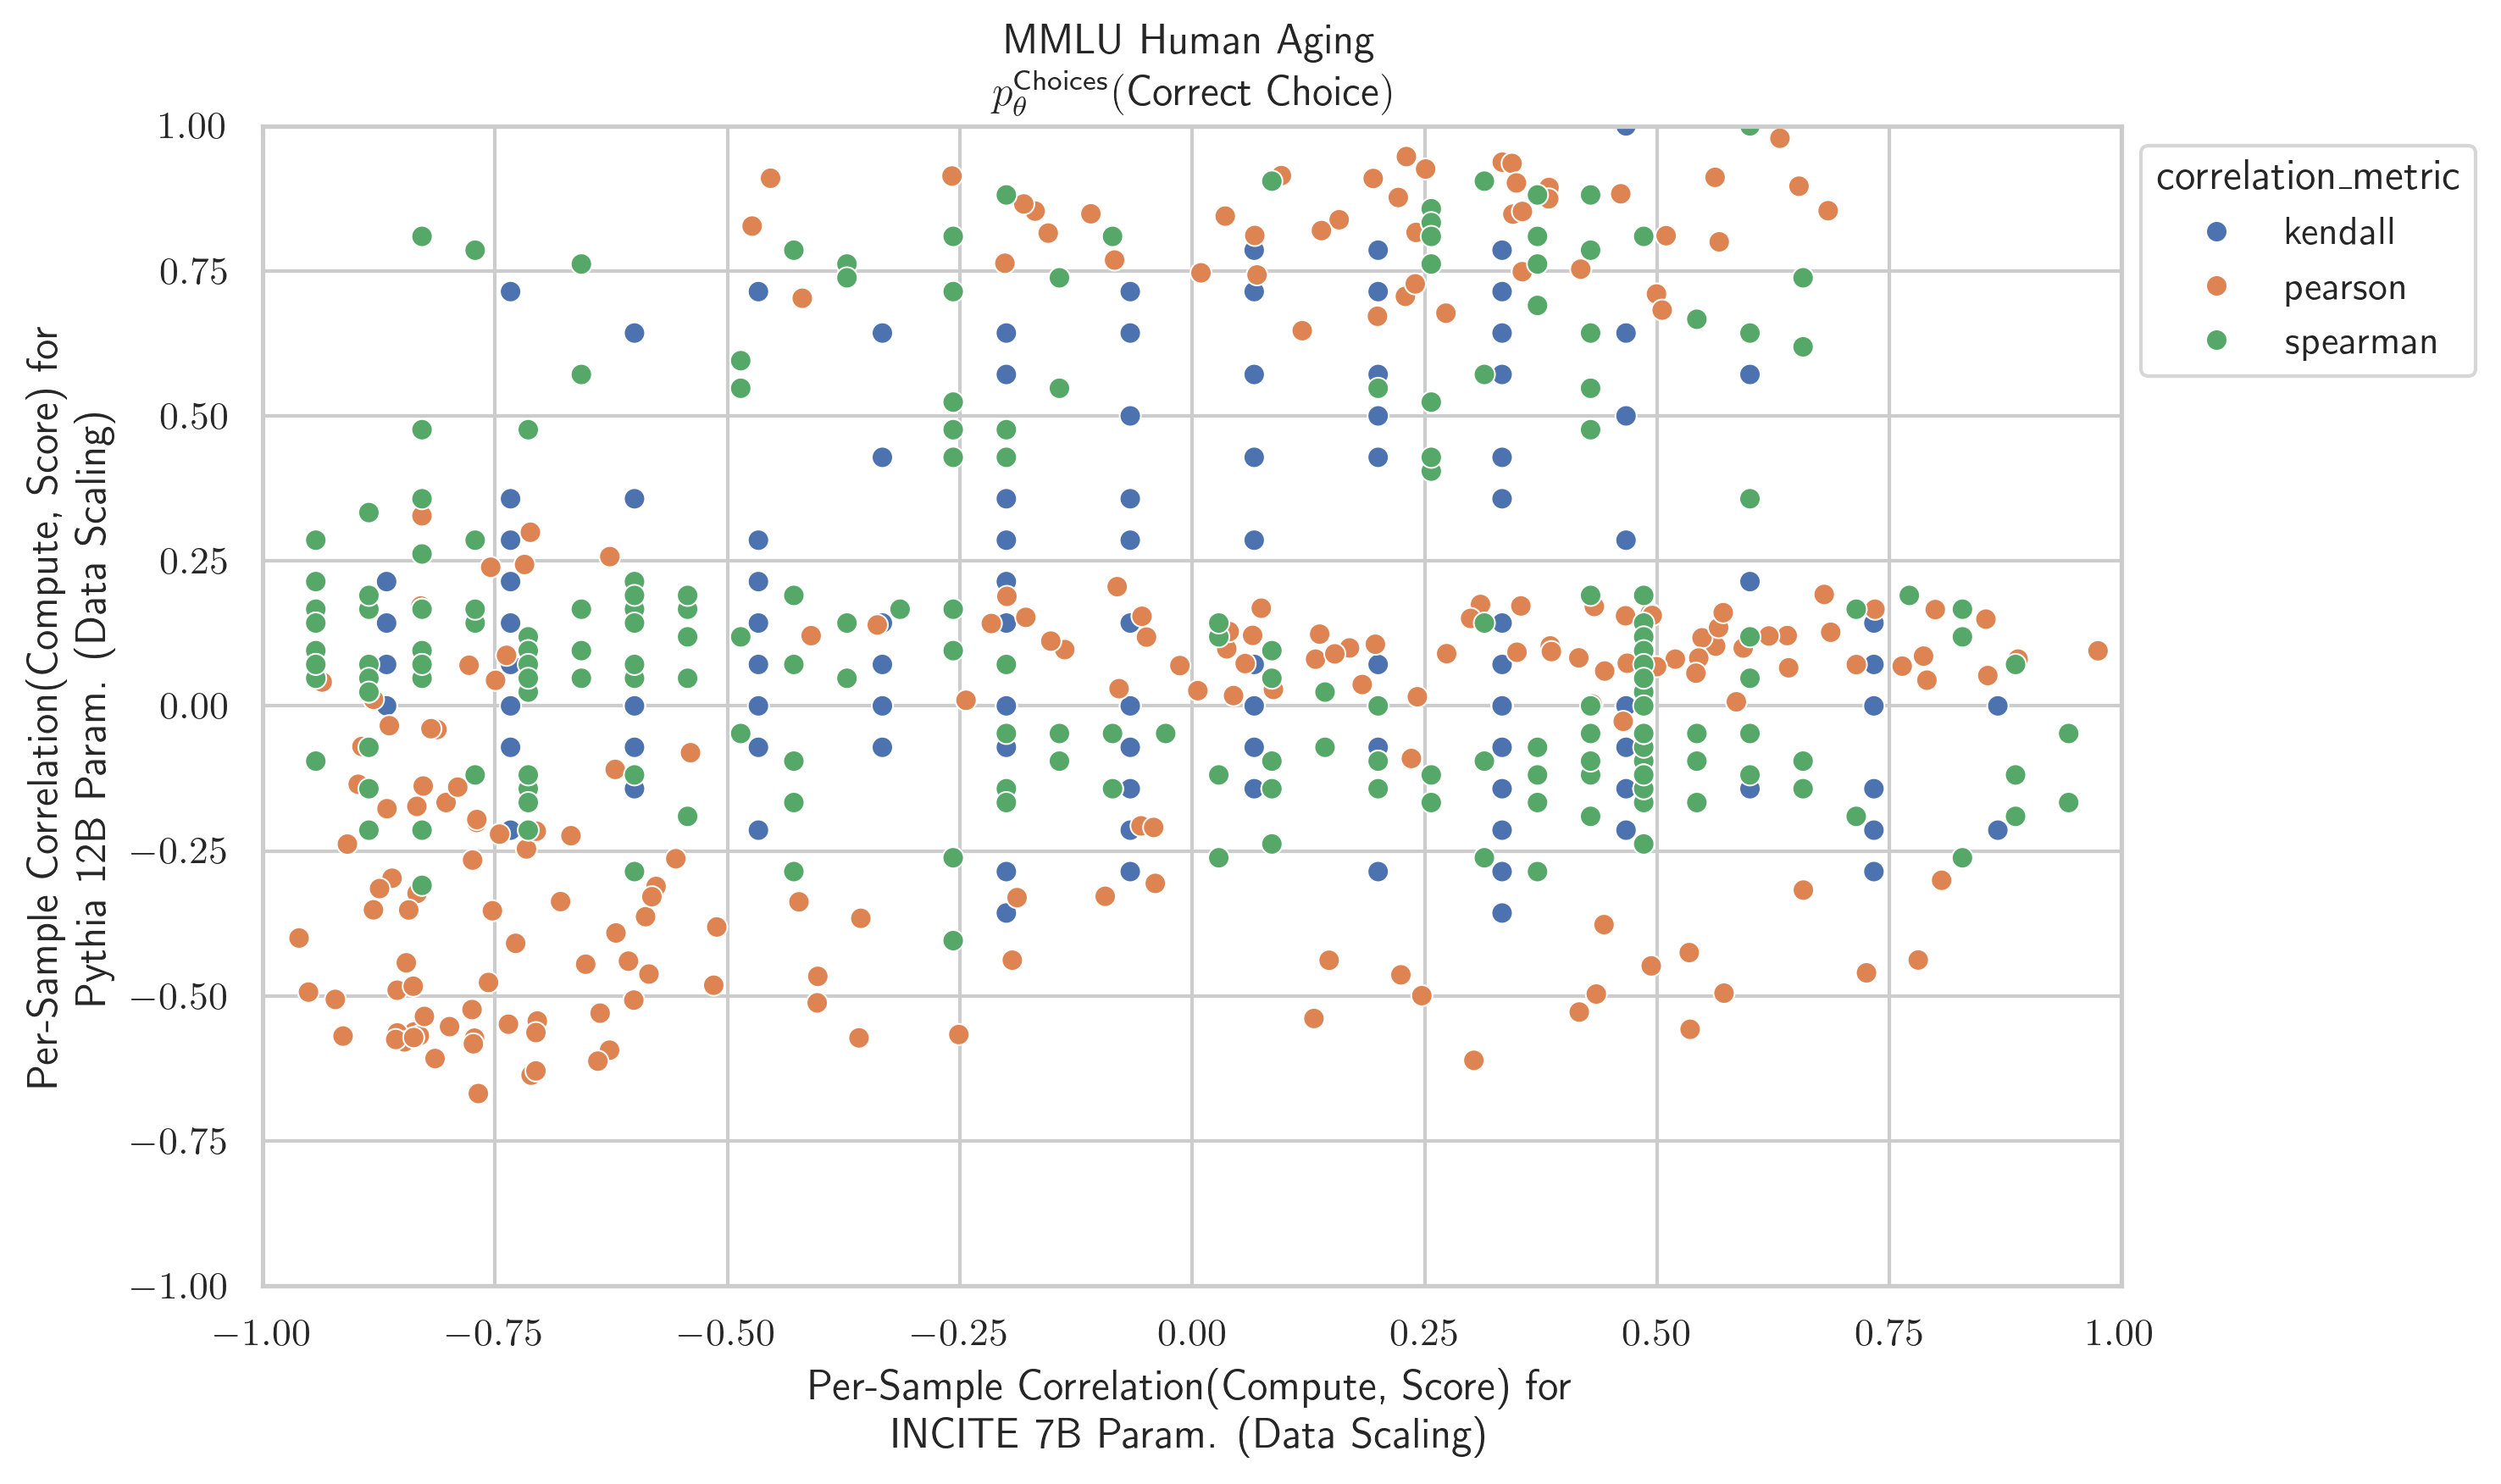 MMLU Human Aging
p_θ^Choices(Correct Choice)
1.00
0.75
0.50
0.25
0.00
−0.25
−0.50
−0.75
−1.00
Per-Sample Correlation(Compute, Score) for
Pythia 12B Param. (Data Scaling)
correlation_metric
kendall
pearson
spearman
−1.00 −0.75 −0.50 −0.25 0.00 0.25 0.50 0.75 1.00
Per-Sample Correlation(Compute, Score) for
INCITE 7B Param. (Data Scaling)